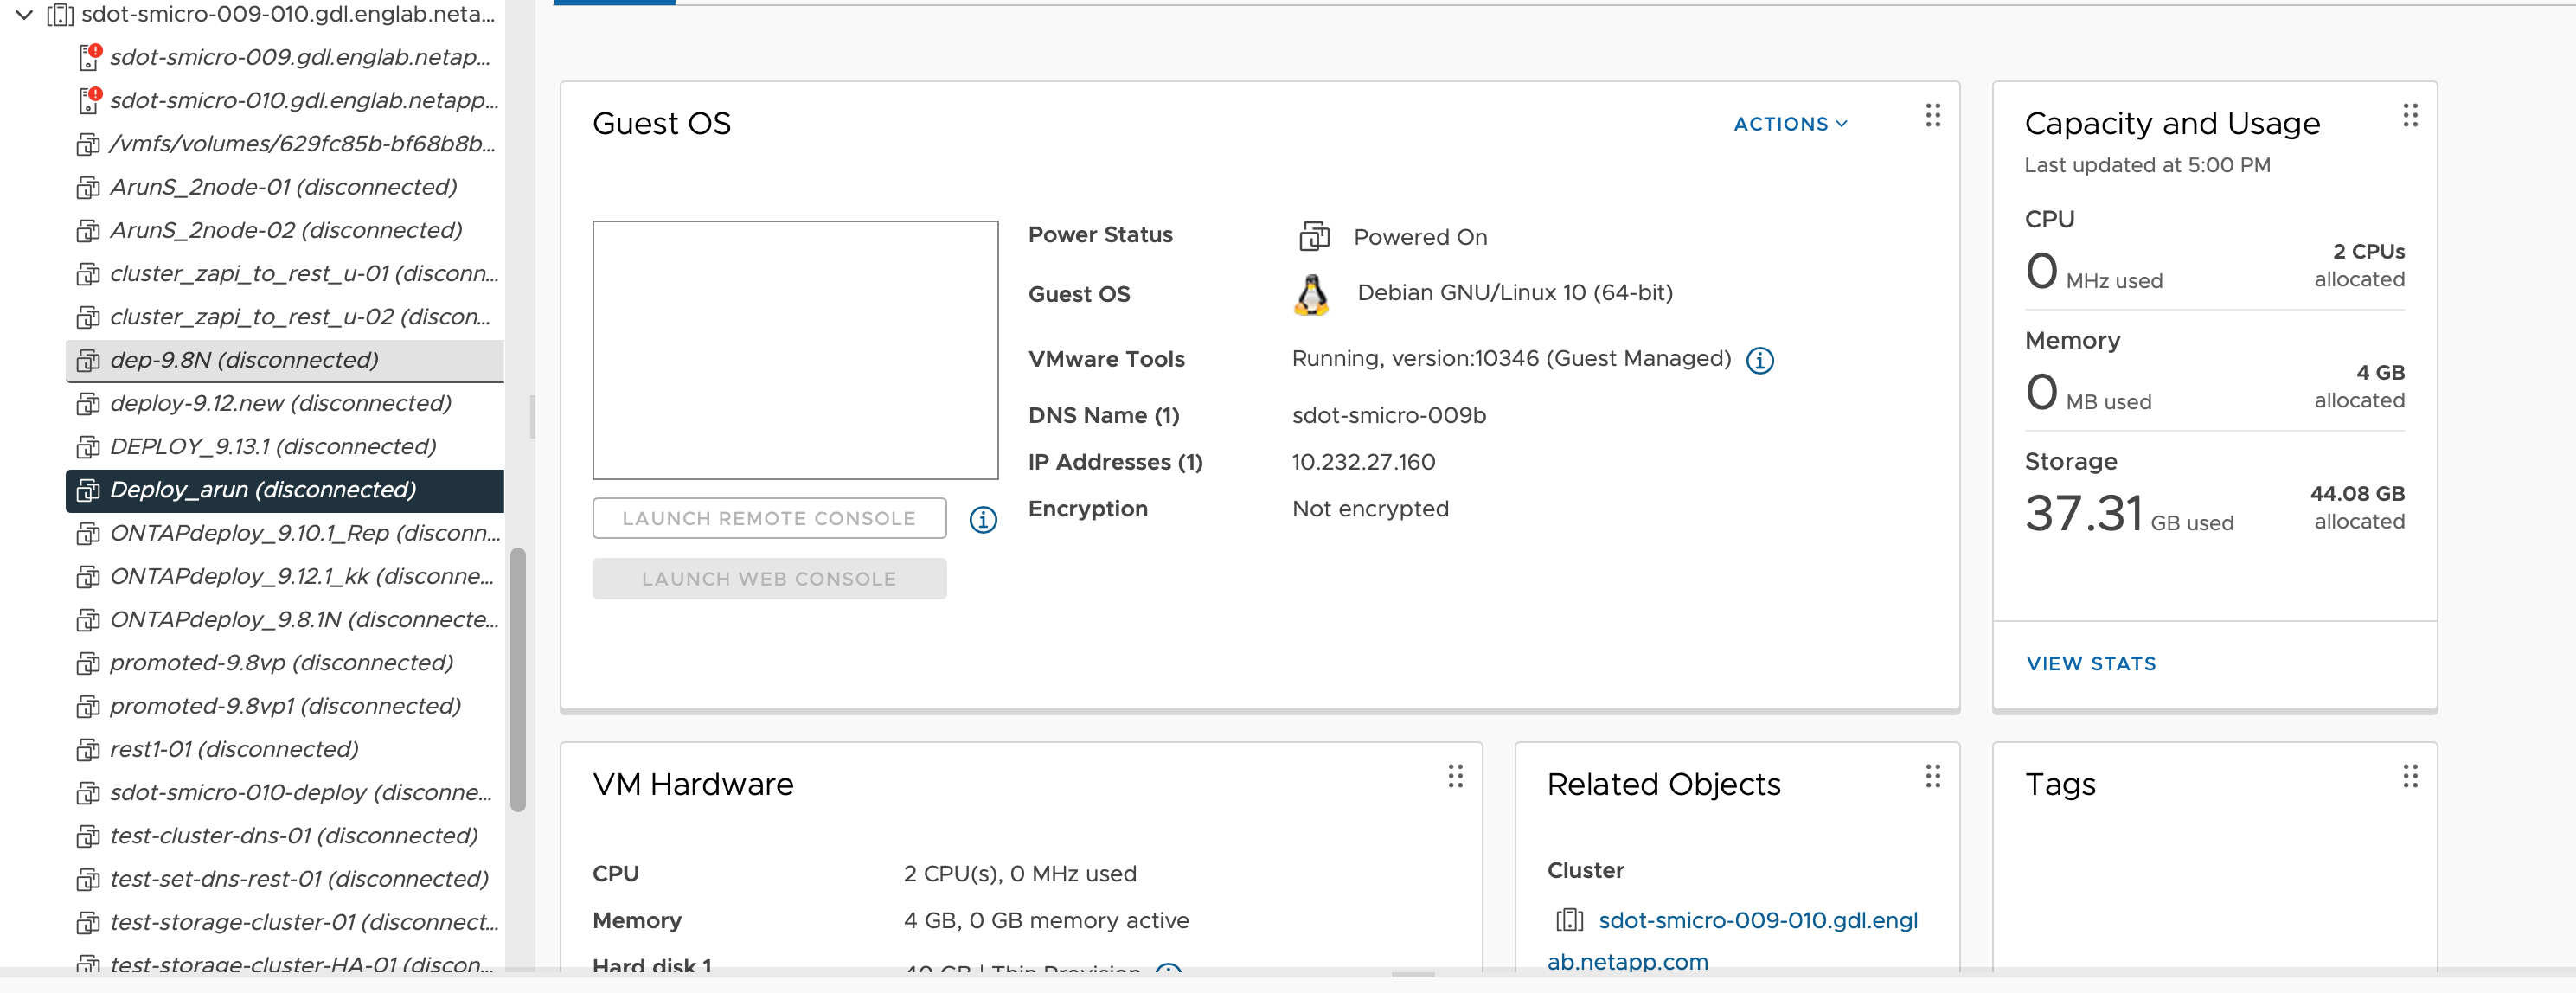 sdot-smicro-009-010.gdl.englab.neta...
sdot-smicro-009.gdl.englab.netap...
sdot-smicro-010.gdl.englab.netapp...
/vmfs/volumes/629fc85b-bf68b8b...
ArunS_2node-01 (disconnected)
ArunS_2node-02 (disconnected)
cluster_zapi_to_rest_u-01 (disconn...
cluster_zapi_to_rest_u-02 (discon...
dep-9.8N (disconnected)
deploy-9.12.new (disconnected)
DEPLOY_9.13.1 (disconnected)
Deploy_arun (disconnected)
ONTAPdeploy_9.10.1_Rep (disconn...
ONTAPdeploy_9.12.1_kk (disconne...
ONTAPdeploy_9.8.1N (disconnecte...
promoted-9.8vp (disconnected)
promoted-9.8vp1 (disconnected)
rest1-01 (disconnected)
sdot-smicro-010-deploy (disconne...
test-cluster-dns-01 (disconnected)
test-set-dns-rest-01 (disconnected)
test-storage-cluster-01 (disconnect...
test-storage-cluster-HA-01 (discon...
Guest OS
ACTIONS
Power Status Powered On
Guest OS Debian GNU/Linux 10 (64-bit)
VMware Tools Running, version:10346 (Guest Managed)
DNS Name (1) sdot-smicro-009b
IP Addresses (1) 10.232.27.160
Encryption Not encrypted
LAUNCH REMOTE CONSOLE
LAUNCH WEB CONSOLE
Capacity and Usage
Last updated at 5:00 PM
CPU
0 MHz used
2 CPUs
allocated
Memory
0 MB used
4 GB
allocated
Storage
37.31 GB used
44.08 GB
allocated
VIEW STATS
VM Hardware
CPU 2 CPU(s), 0 MHz used
Memory 4 GB, 0 GB memory active
Hard disk 1 40 GB | Thin Provision
Related Objects
Cluster
sdot-smicro-009-010.gdl.engl
ab.netapp.com
Tags